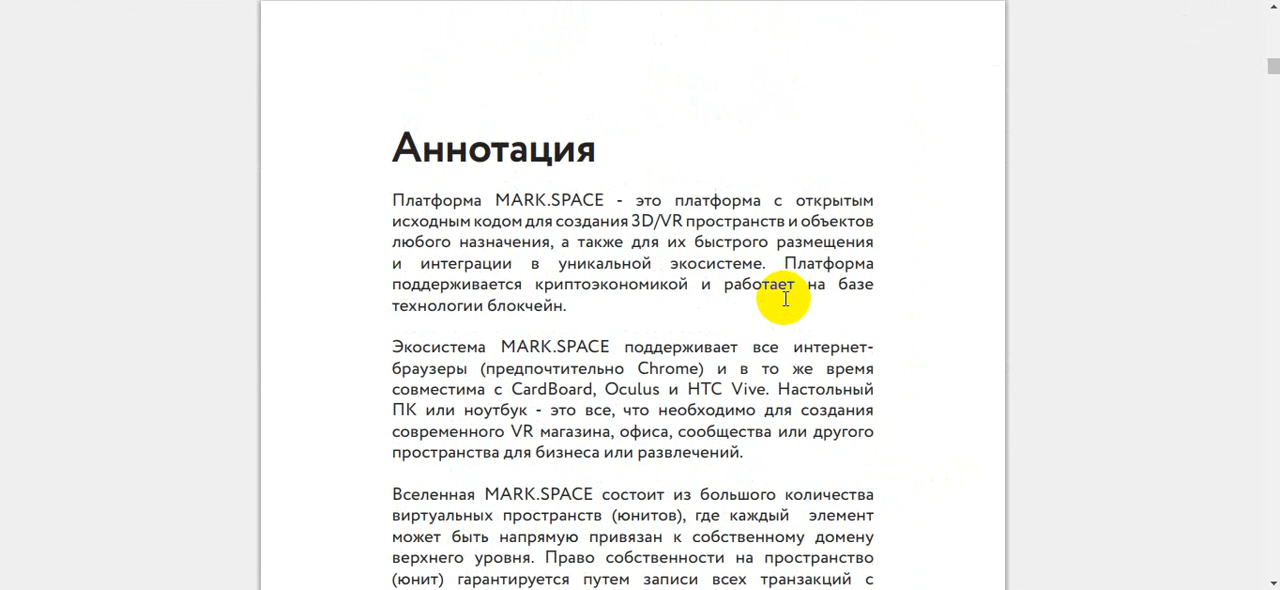 Аннотация
Платформа MARK.SPACE - это платформа с открытым
исходным кодом для создания 3D/VR пространств и объектов
любого назначения, а также для их быстрого размещения
и интеграции в уникальной экосистеме. Платформа
поддерживается криптоэкономикой и работает на базе
технологии блокчейн.
Экосистема MARK.SPACE поддерживает все интернет-
браузеры (предпочтительно Chrome) и в то же время
совместима с CardBoard, Oculus и HTC Vive. Настольный
ПК или ноутбук - это все, что необходимо для создания
современного VR магазина, офиса, сообщества или другого
пространства для бизнеса или развлечений.
Вселенная MARK.SPACE состоит из большого количества
виртуальных пространств (юнитов), где каждый элемент
может быть напрямую привязан к собственному домену
верхнего уровня. Право собственности на пространство
(юнит) гарантируется путем записи всех транзакций с